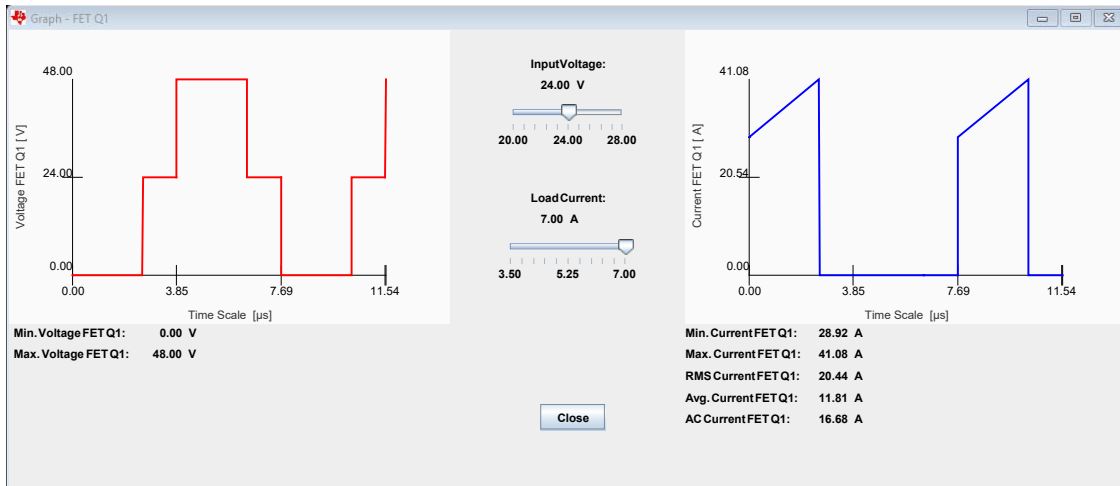 Graph - FET Q1
48.00
24.00
0.00
Voltage FET Q1 [ V]
0.00 3.85 7.69 11.54
Time Scale [µs]
Min. Voltage FET Q1: 0.00 V
Max. Voltage FET Q1: 48.00 V
Input Voltage:
24.00 V
20.00 24.00 28.00
Load Current:
7.00 A
3.50 5.25 7.00
Close
41.08
20.54
0.00
Current FET Q1 [ A]
0.00 3.85 7.69 11.54
Time Scale [µs]
Min. Current FET Q1: 28.92 A
Max. Current FET Q1: 41.08 A
RMS Current FET Q1: 20.44 A
Avg. Current FET Q1: 11.81 A
AC Current FET Q1: 16.68 A